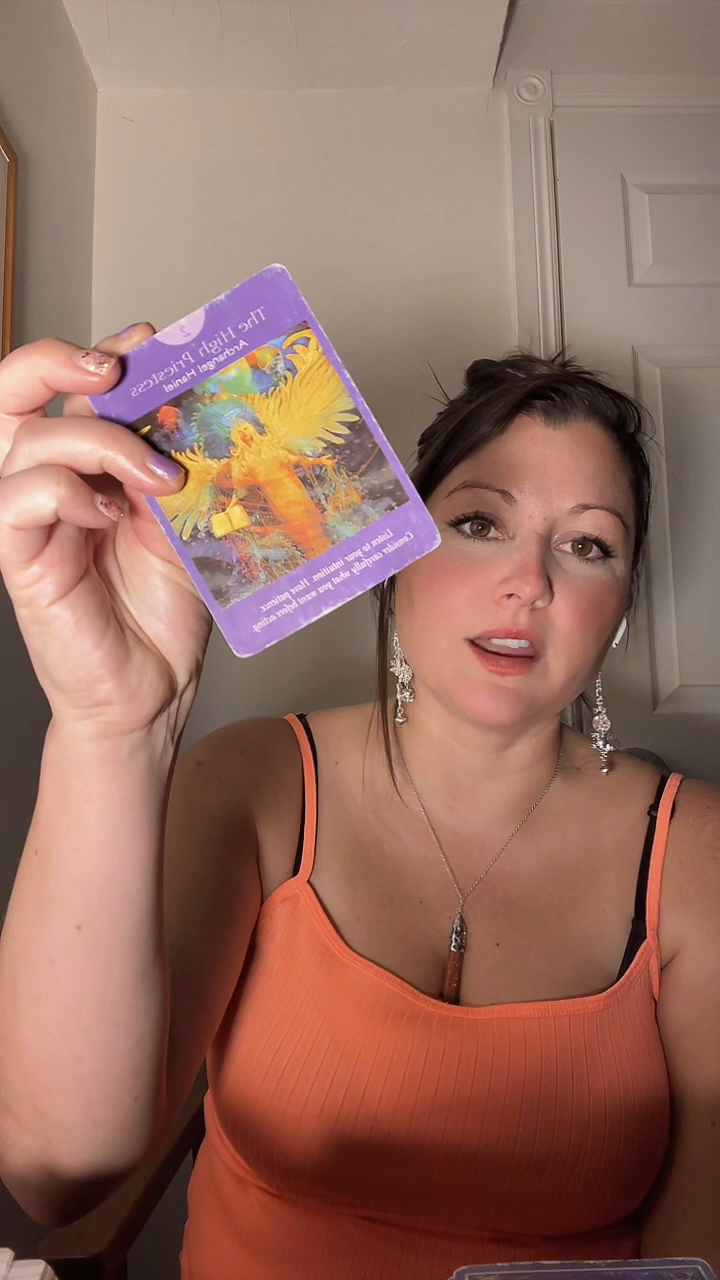 2
The High Priestess
Archangel Haniel
Listen to your intuition. Have patience.
Consider carefully what you want before acting.